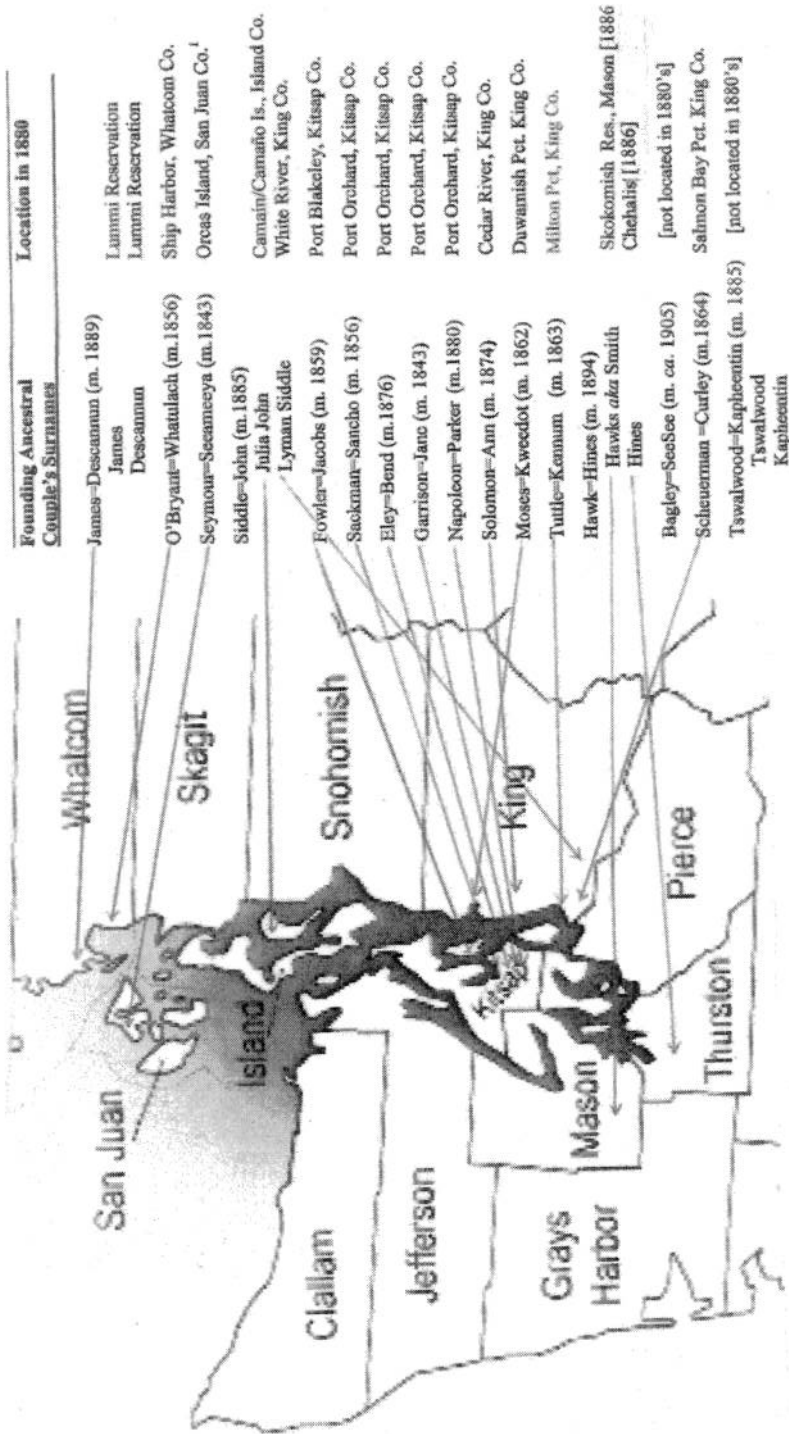 Founding Ancestral Location in 1880
Couple's Surnames
James=Descannun (m. 1889)
James Lummi Reservation
Descannun Lummi Reservation
O'Bryant=Whatulach (m.1856) Ship Harbor, Whatcom Co.
Seymour=Seeameeya (m.1843) Orcas Island, San Juan Co.¹
Siddle=John (m.1885)
Julia John Camain/Camaño Is., Island Co.
Lyman Siddle White River, King Co.
Fowler=Jacobs (m. 1859) Port Blakeley, Kitsap Co.
Sackman=Sancho (m. 1856) Port Orchard, Kitsap Co.
Eley=Bend (m.1876) Port Orchard, Kitsap Co.
Garrison=Jane (m. 1843) Port Orchard, Kitsap Co.
Napoleon=Parker (m.1880) Port Orchard, Kitsap Co.
Solomon=Ann (m. 1874) Cedar River, King Co.
Moses=Kweedot (m. 1862) Duwamish Pct. King Co.
Tuttle=Kennum (m. 1863) Milton Pct, King Co.
Hawk=Hines (m. 1894)
Hawks aka Smith Skokomish Res., Mason [1886
Hines Chehalis[1886]
Bagley=SeeSee (m. ca. 1905) [not located in 1880's]
Scheuerman =Curley (m.1864) Salmon Bay Pct. King Co.
Tswalwood=Kapheentin (m. 1885) [not located in 1880's]
Tswalwood
Kapheentin
Whatcom
San Juan
Skagit
Island
Snohomish
Clallam
Jefferson
Kitsap
King
Grays
Harbor
Mason
Pierce
Thurston